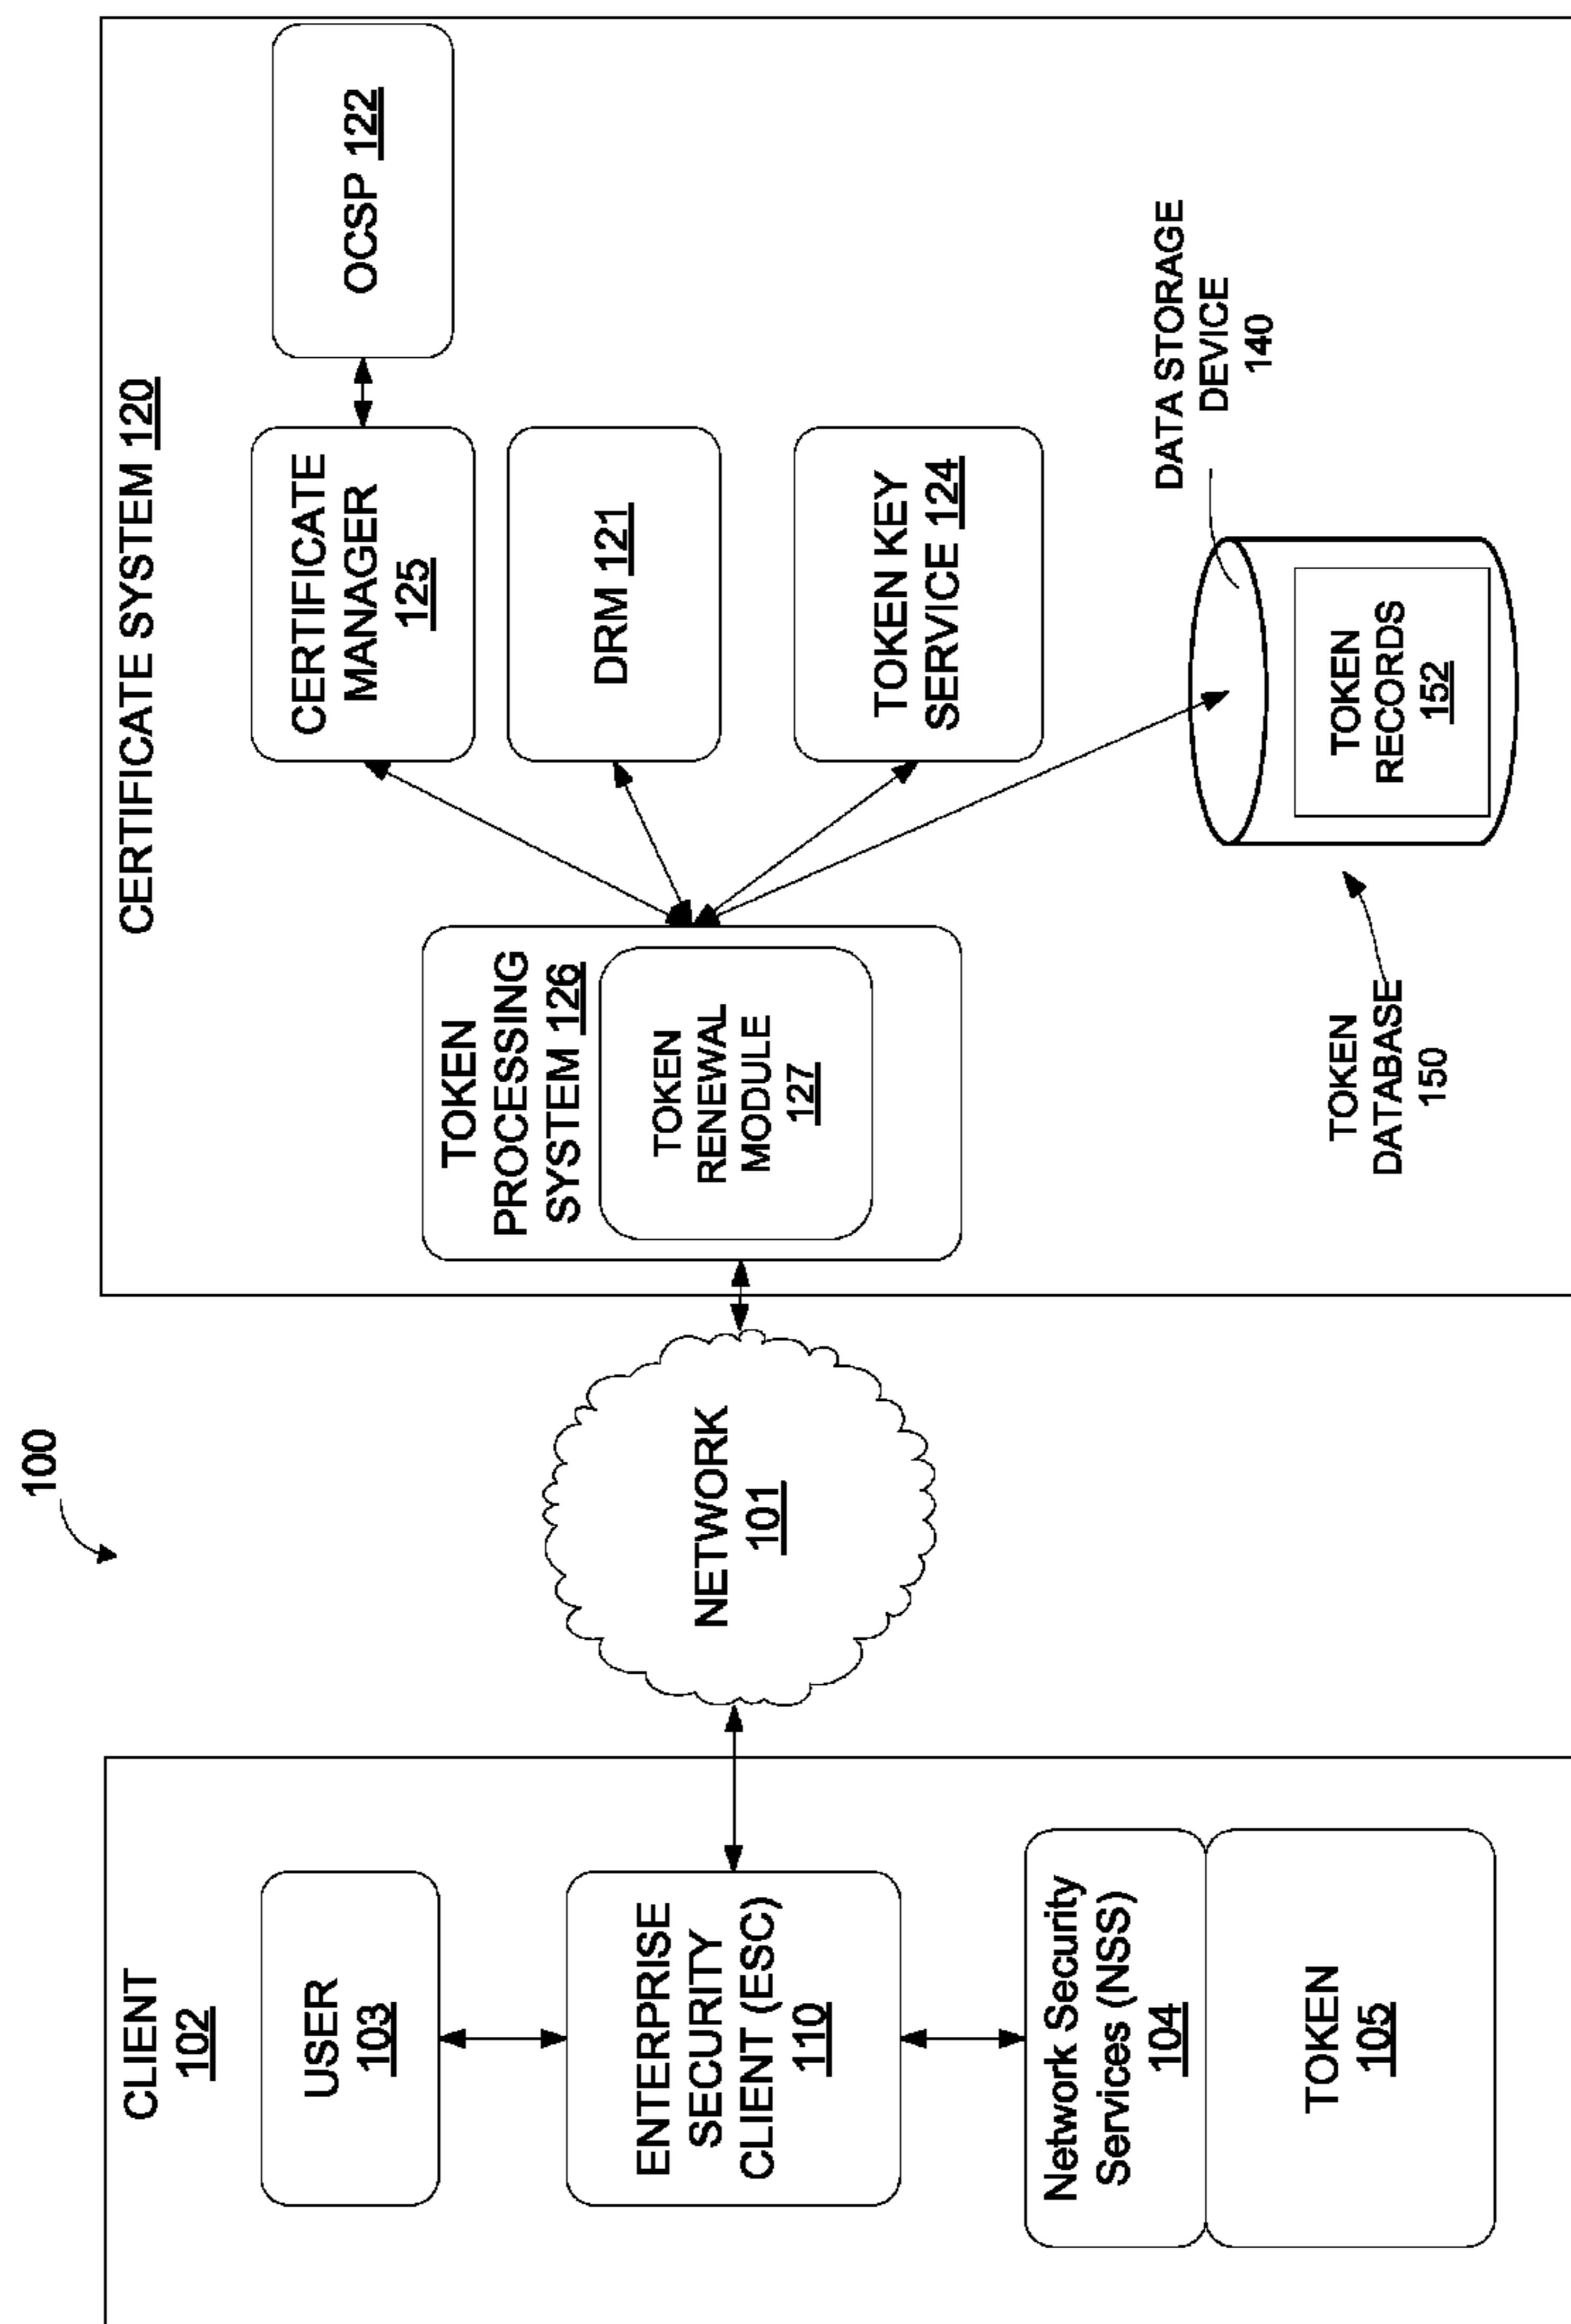 100
CLIENT
102
USER
103
ENTERPRISE
SECURITY
CLIENT (ESC)
110
Network Security
Services (NSS)
104
TOKEN
105
NETWORK
101
CERTIFICATE SYSTEM 120
TOKEN
PROCESSING
SYSTEM 126
TOKEN
RENEWAL
MODULE
127
CERTIFICATE
MANAGER
125
OCSP 122
DRM 121
TOKEN KEY
SERVICE 124
DATA STORAGE
DEVICE
140
TOKEN
RECORDS
152
TOKEN
DATABASE
150